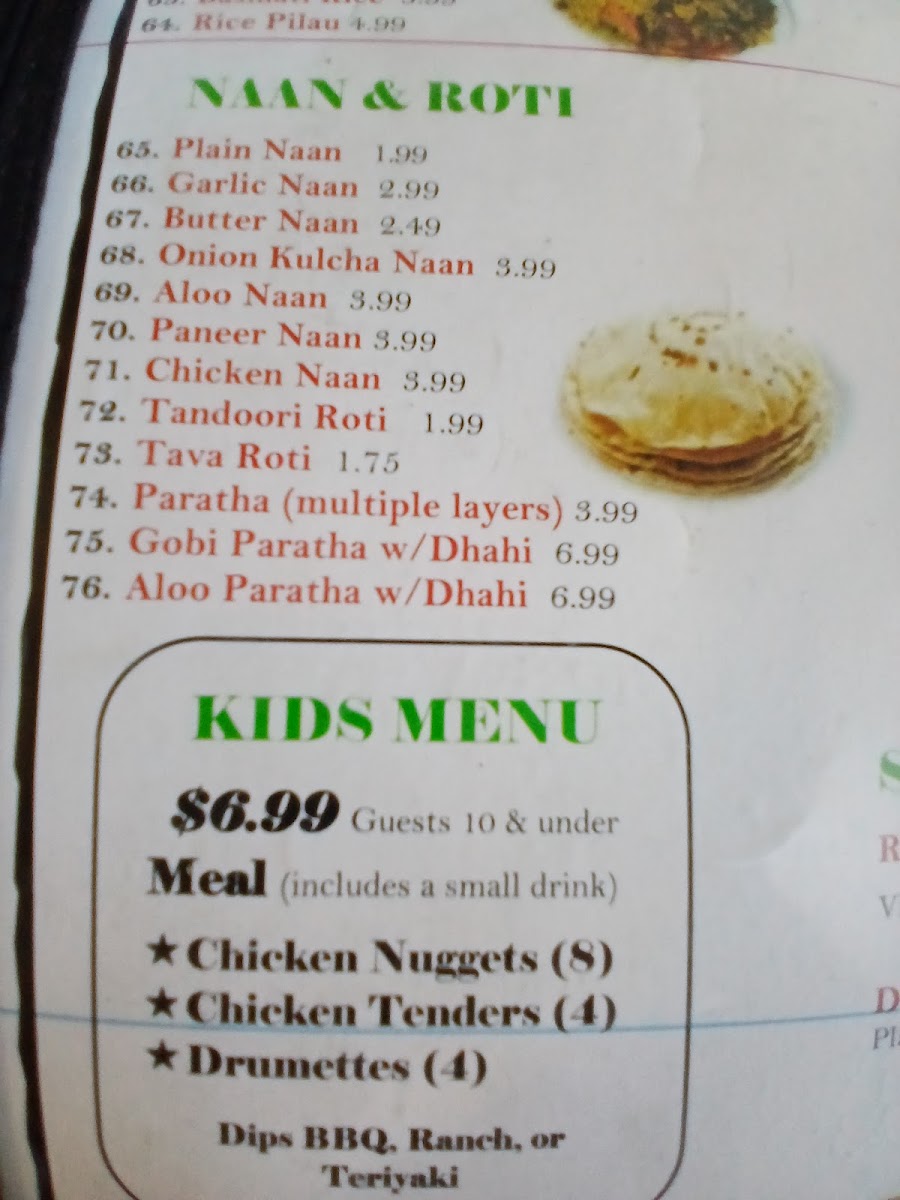 64. Rice Pilau 4.99
NAAN & ROTI
65. Plain Naan 1.99
66. Garlic Naan 2.99
67. Butter Naan 2.49
68. Onion Kulcha Naan 3.99
69. Aloo Naan 3.99
70. Paneer Naan 3.99
71. Chicken Naan 3.99
72. Tandoori Roti 1.99
73. Tava Roti 1.75
74. Paratha (multiple layers) 3.99
75. Gobi Paratha w/Dhahi 6.99
76. Aloo Paratha w/Dhahi 6.99
KIDS MENU
$6.99 Guests 10 & under
Meal (includes a small drink)
★ Chicken Nuggets (8)
★ Chicken Tenders (4)
★ Drumettes (4)
Dips BBQ, Ranch, or
Teriyaki